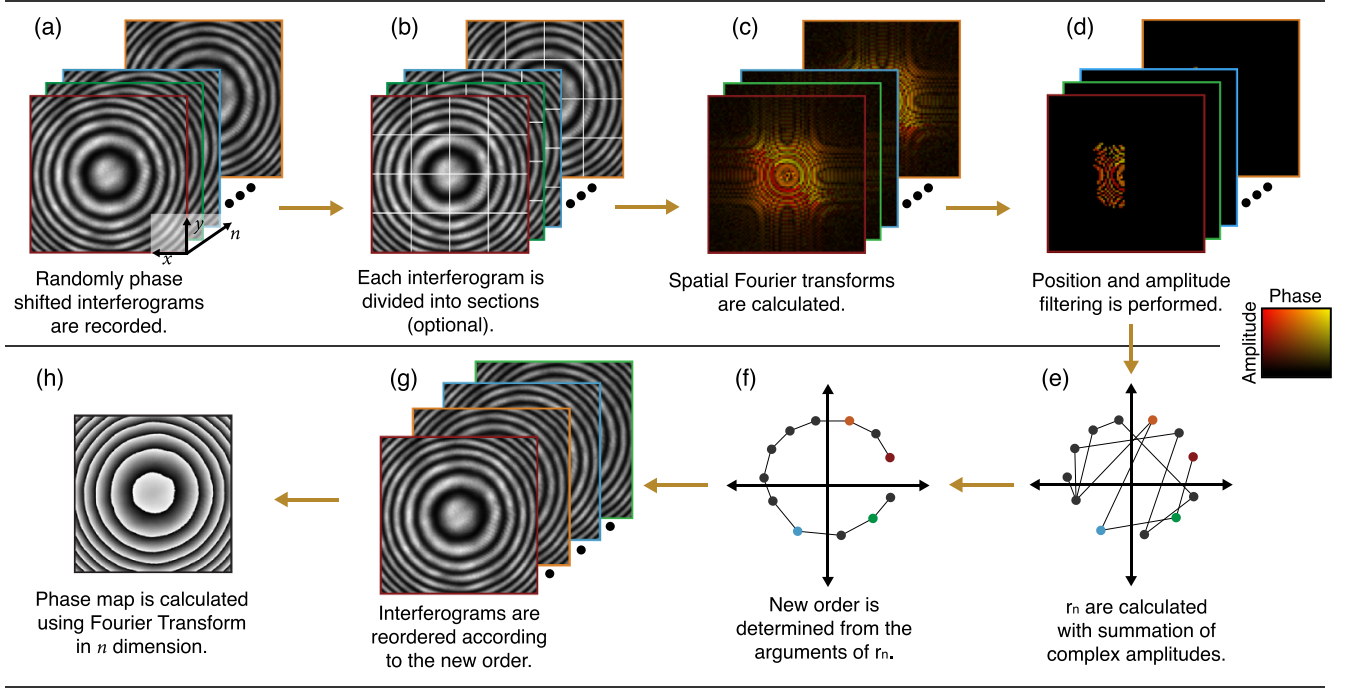 (a)
(b)
(c)
(d)
y
n
x
Randomly phase
shifted interferograms
are recorded.
Each interferogram is
divided into sections
(optional).
Spatial Fourier transforms
are calculated.
Position and amplitude
filtering is performed.
Phase
Amplitude
(h)
(g)
(f)
(e)
Phase map is calculated
using Fourier Transform
in n dimension.
Interferograms are
reordered according
to the new order.
New order is
determined from the
arguments of rn.
rn are calculated
with summation of
complex amplitudes.